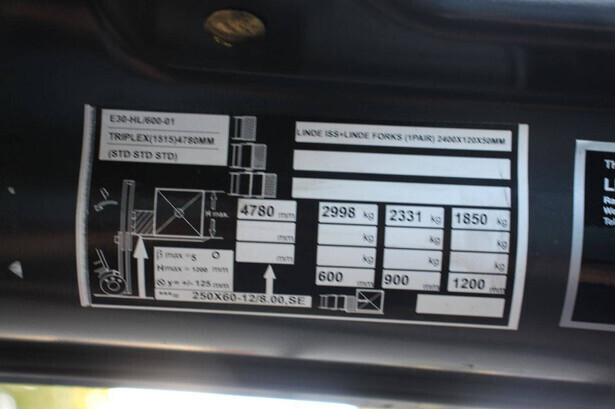 E30-HL/600-01
TRIPLEX(1515)4780MM
(STD STD STD)
LINDE ISS+LINDE FORKS (1PAIR) 2400X120X50MM
H max.
4780 mm 2998 kg 2331 kg 1850 kg
mm kg kg kg
mm kg kg kg
600 mm 900 mm 1200 mm
β max =5 O
Hmax = 1200 mm
y= +/- 125 mm
250X60-12/8.00,SE
Th
L